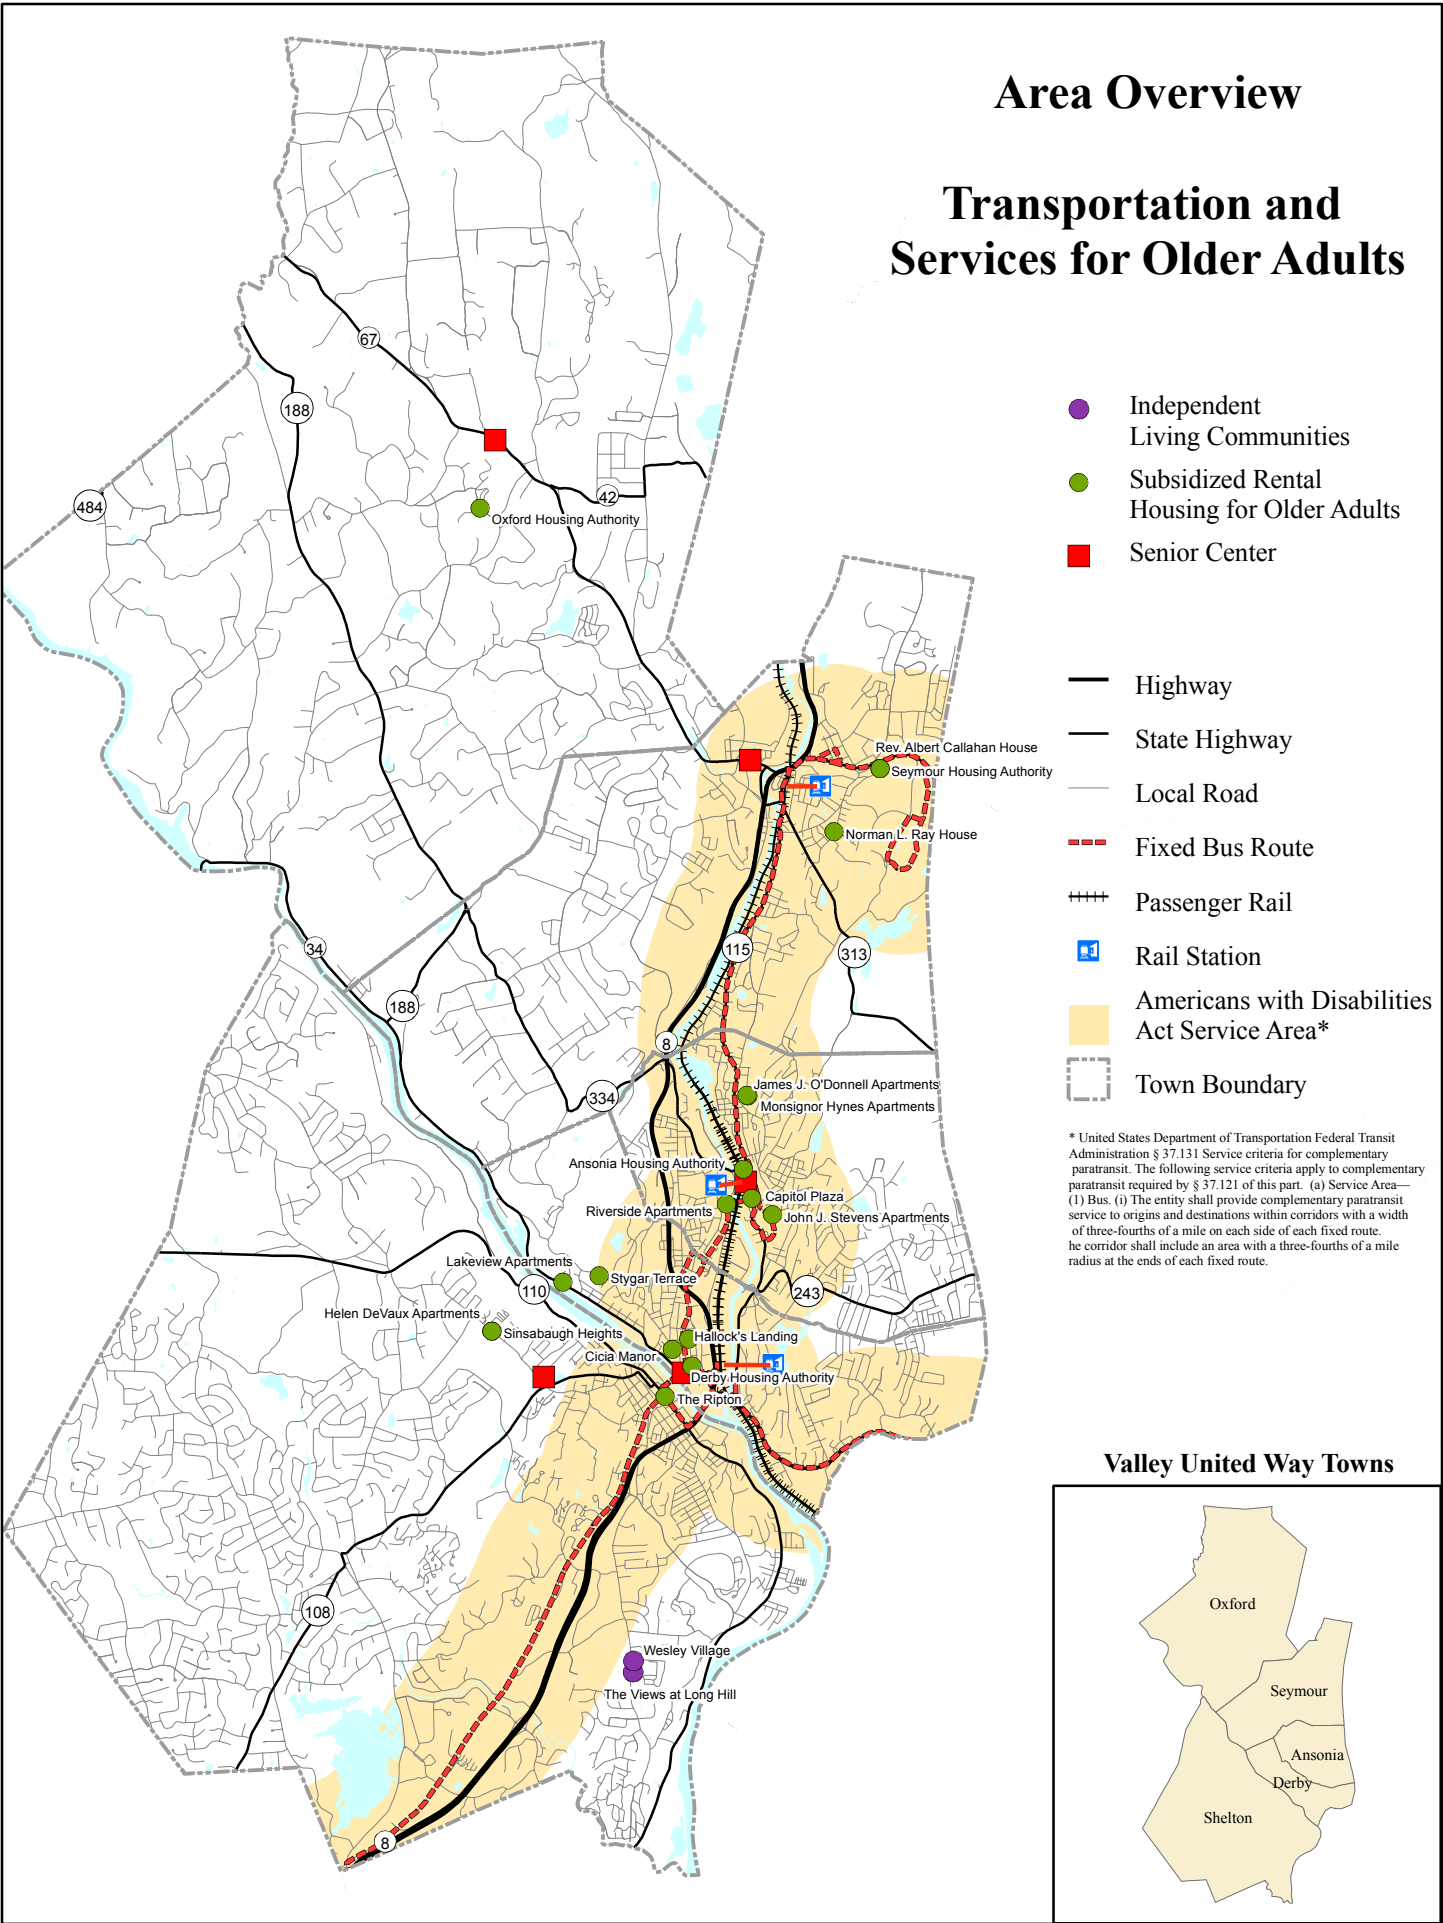 Area Overview
Transportation and
Services for Older Adults
Independent
Living Communities
Subsidized Rental
Housing for Older Adults
Senior Center
Highway
State Highway
Local Road
Fixed Bus Route
Passenger Rail
Rail Station
Americans with Disabilities
Act Service Area*
Town Boundary
* United States Department of Transportation Federal Transit
Administration § 37.131 Service criteria for complementary
paratransit. The following service criteria apply to complementary
paratransit required by § 37.121 of this part. (a) Service Area—
(1) Bus. (i) The entity shall provide complementary paratransit
service to origins and destinations within corridors with a width
of three-fourths of a mile on each side of each fixed route.
he corridor shall include an area with a three-fourths of a mile
radius at the ends of each fixed route.
67
188
484
42
Oxford Housing Authority
Rev. Albert Callahan House
Seymour Housing Authority
Norman L. Ray House
34
115
313
188
8
334
James J. O'Donnell Apartments
Monsignor Hynes Apartments
Ansonia Housing Authority
Capitol Plaza
Riverside Apartments
John J. Stevens Apartments
Lakeview Apartments
Stygar Terrace
110
243
Helen DeVaux Apartments
Sinsabaugh Heights
Hallock's Landing
Cicia Manor
Derby Housing Authority
The Ripton
108
Wesley Village
The Views at Long Hill
8
Valley United Way Towns
Oxford
Seymour
Ansonia
Derby
Shelton